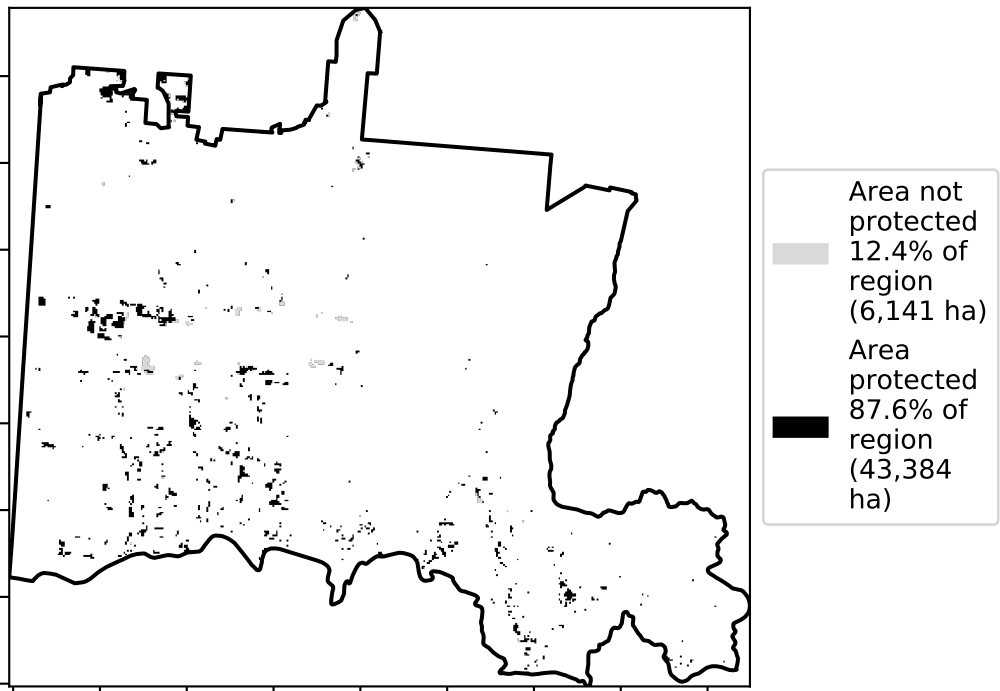 Area not
protected
12.4% of
region
(6,141 ha)
Area
protected
87.6% of
region
(43,384
ha)